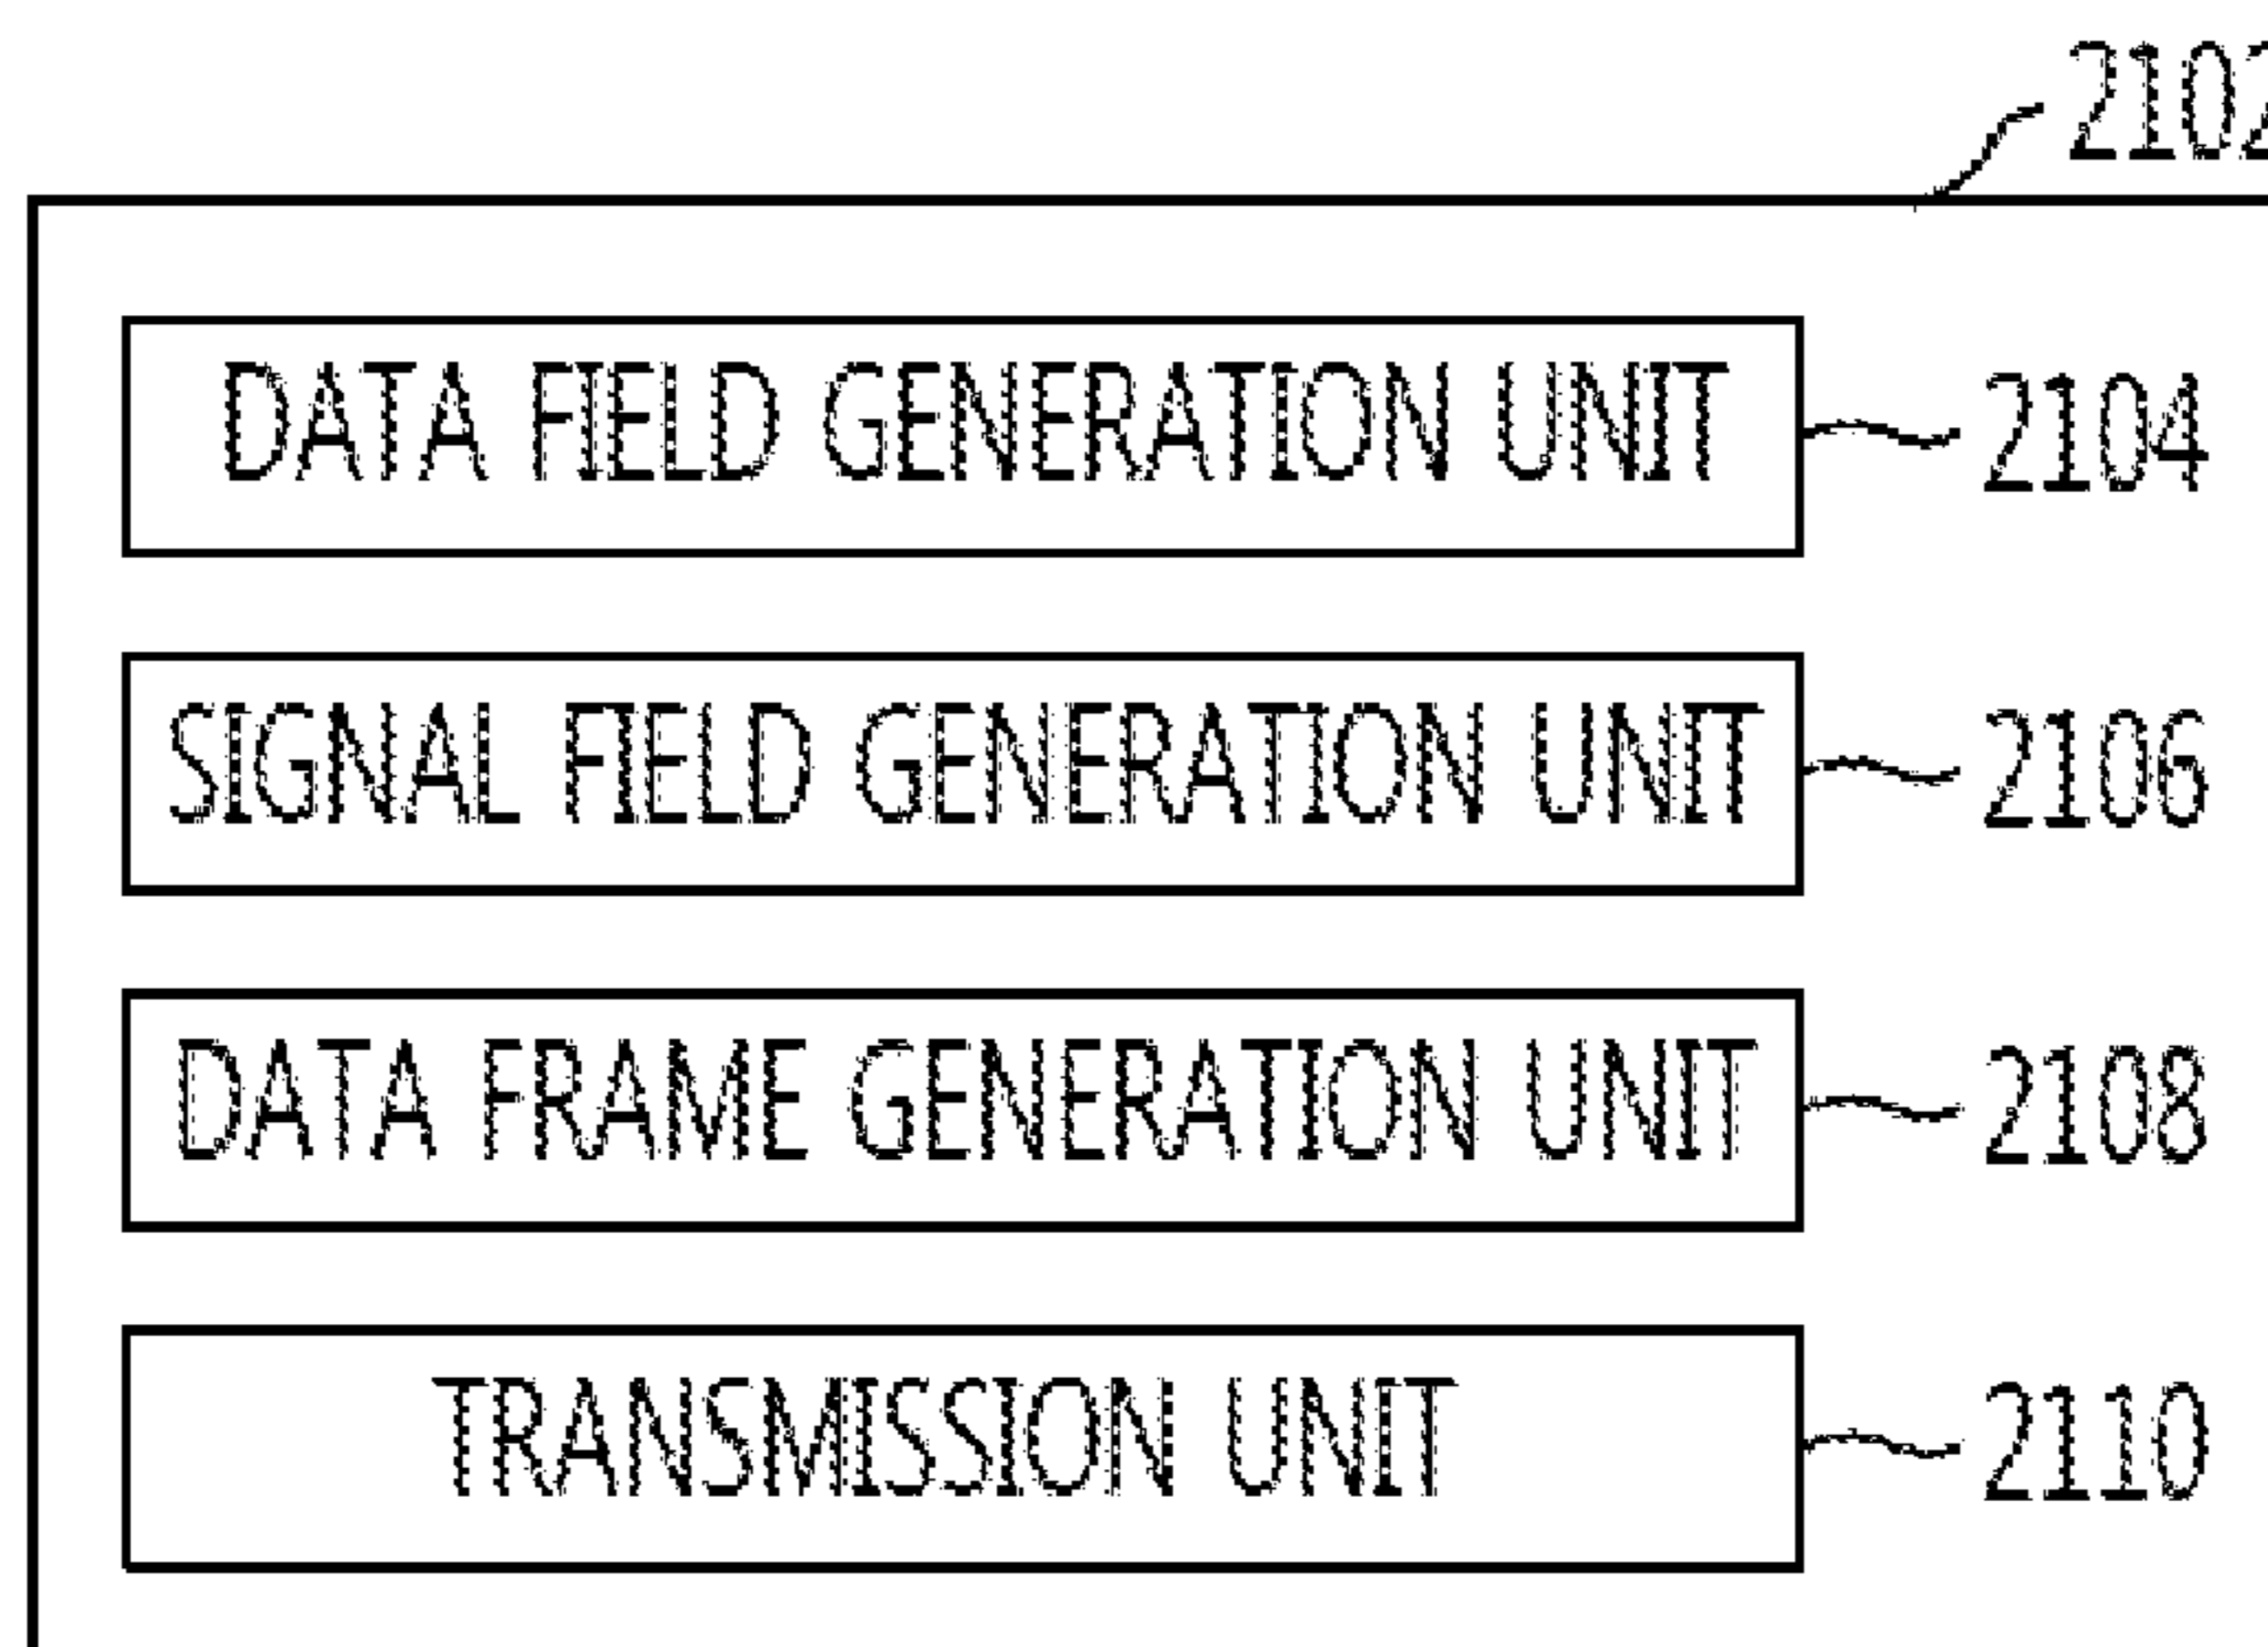 2102
DATA FIELD GENERATION UNIT 2104
SIGNAL FIELD GENERATION UNIT 2106
DATA FRAME GENERATION UNIT 2108
TRANSMISSION UNIT 2110